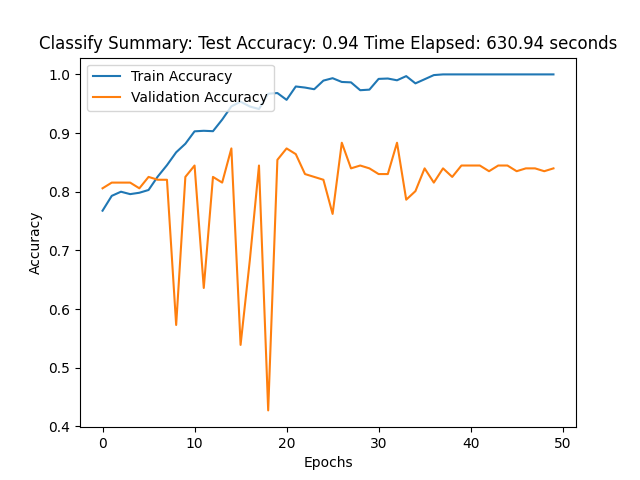 Classify Summary: Test Accuracy: 0.94 Time Elapsed: 630.94 seconds
Train Accuracy
Validation Accuracy
1.0
0.9
0.8
0.7
0.6
0.5
0.4
Accuracy
0 10 20 30 40 50
Epochs